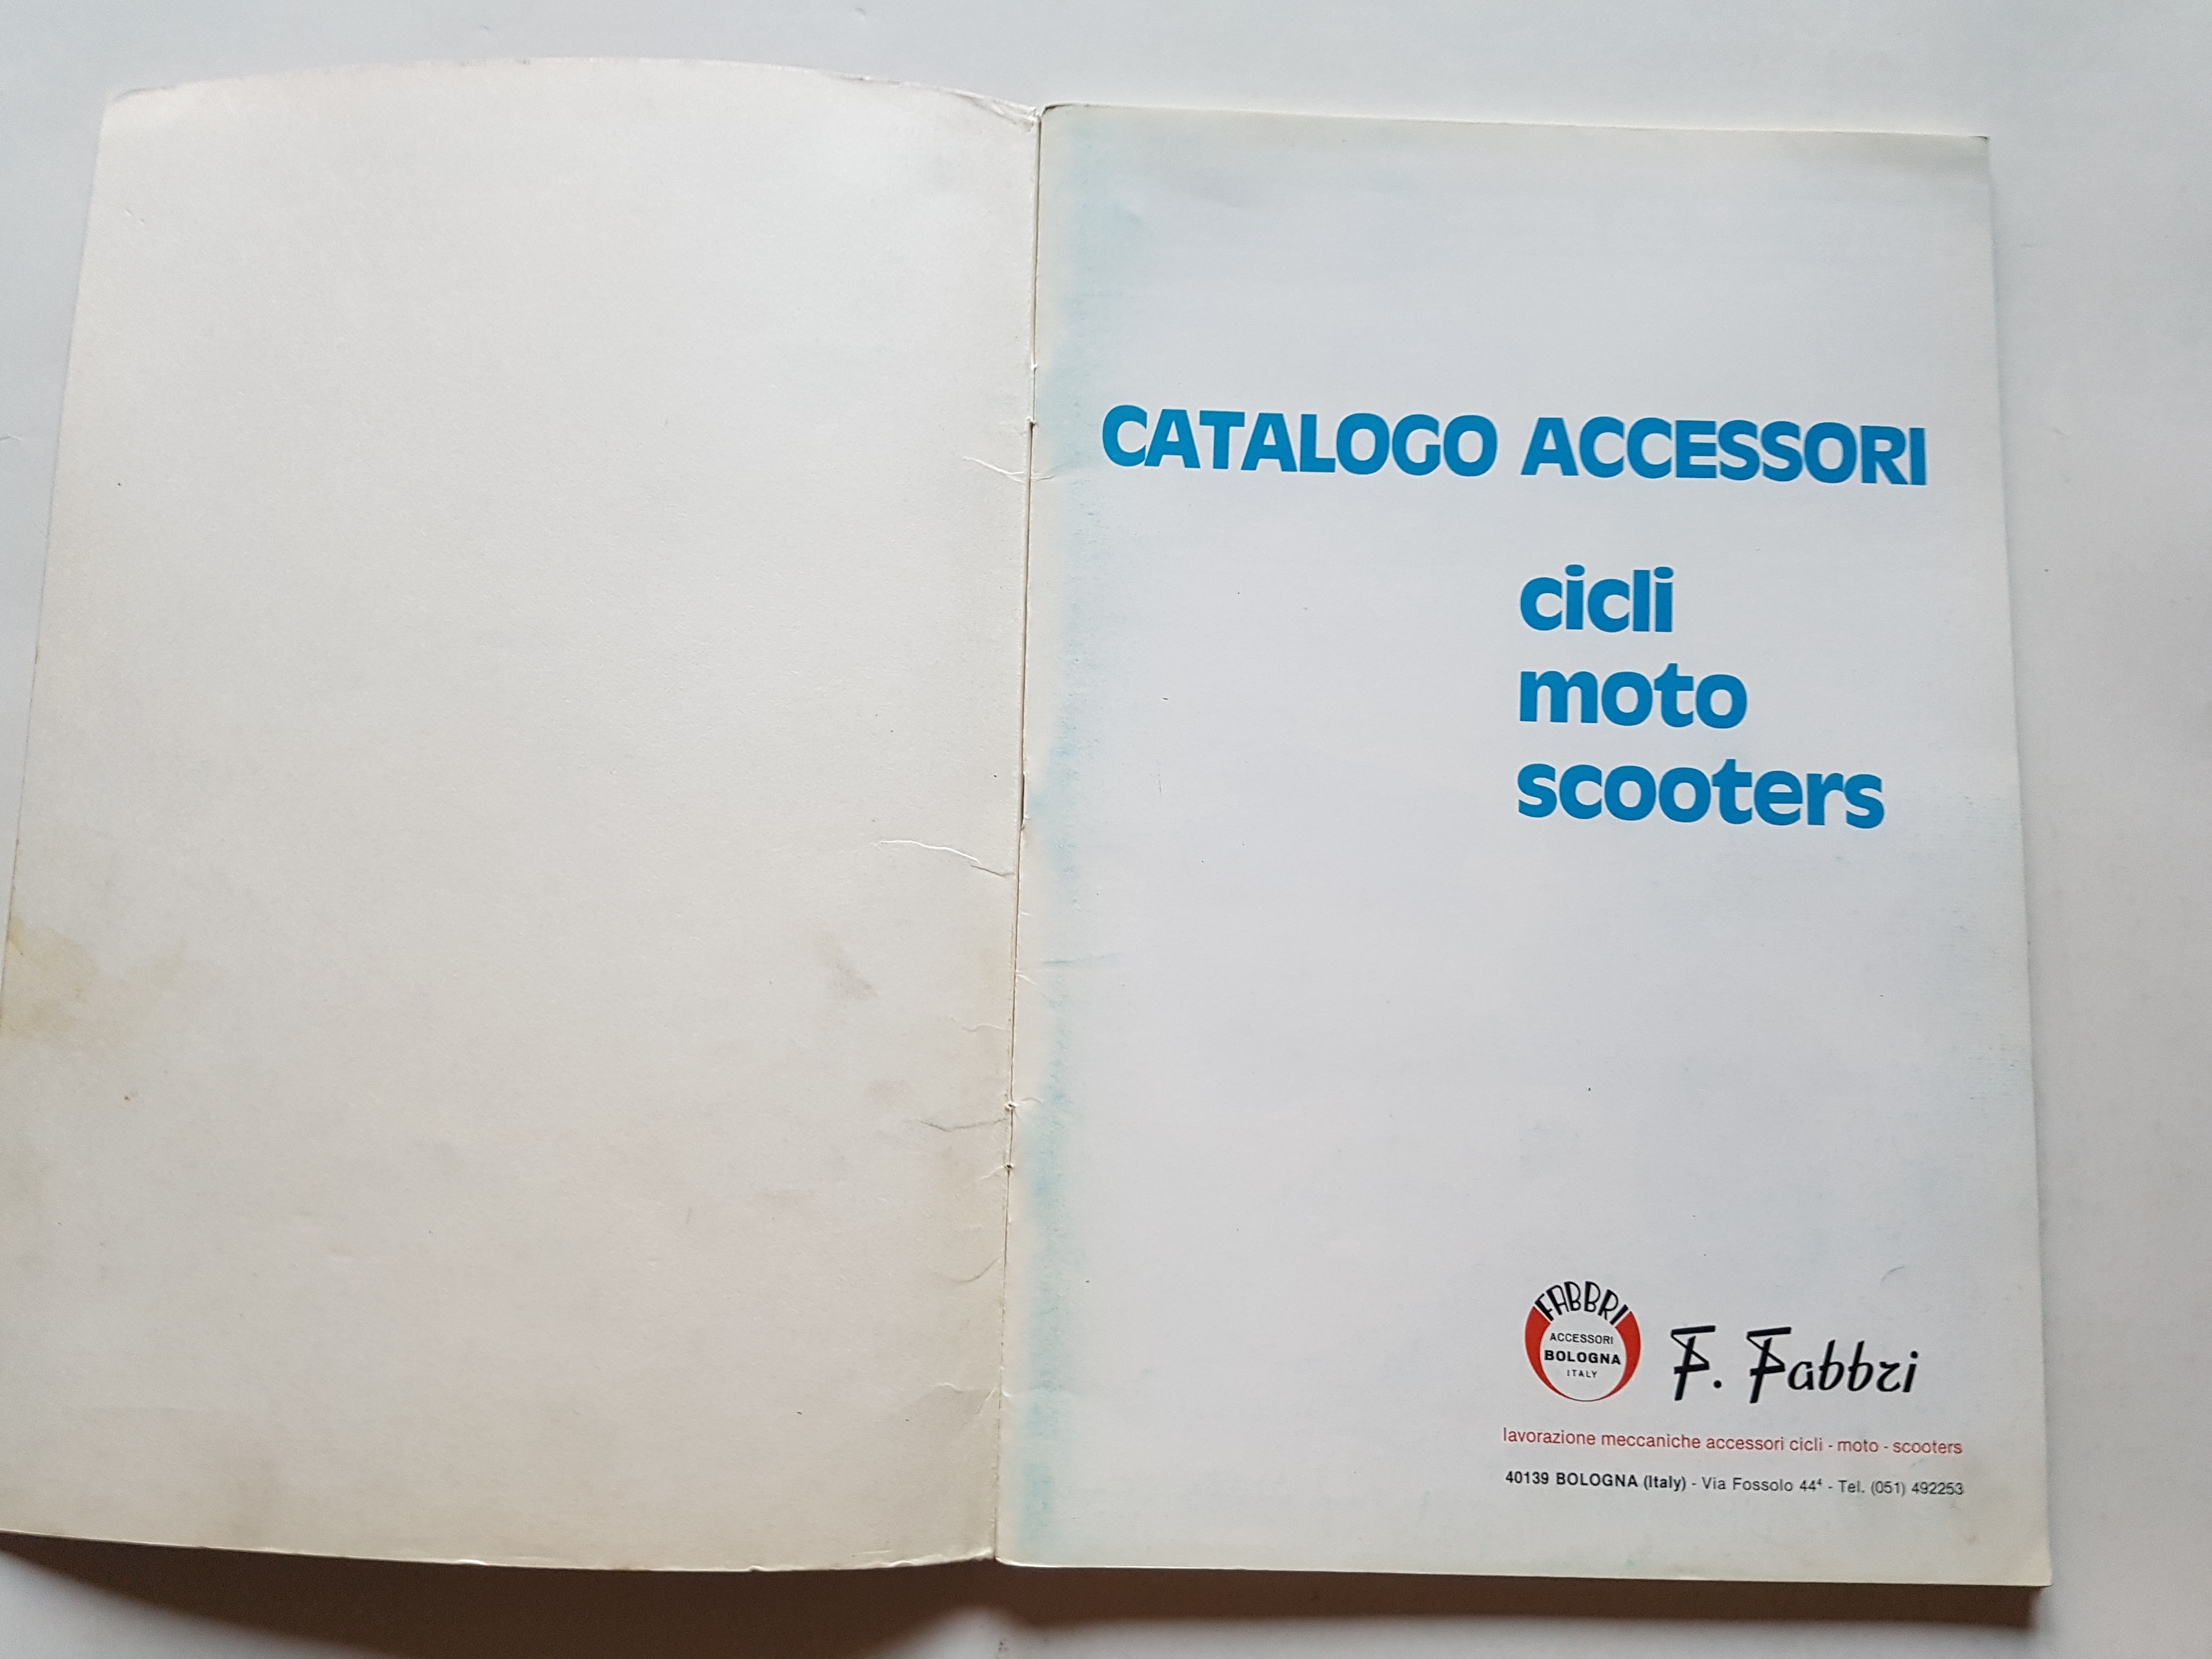 CATALOGO ACCESSORI
cicli
moto
scooters
FABBRI
ACCESSORI
BOLOGNA
ITALY
F. Fabbri
lavorazione meccaniche accessori cicli - moto - scooters
40139 BOLOGNA (Italy) - Via Fossolo 44⁴ - Tel. (051) 492253